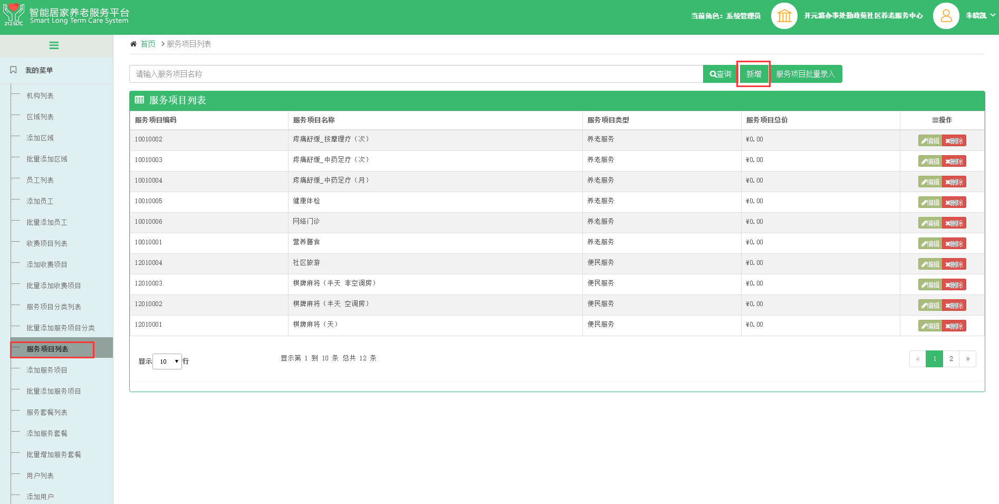 智能居家养老服务平台
Smart Long Term Care System
212 SLTC
当前角色：系统管理员
开元路办事处勤政苑社区养老服务中心
朱晓凯
首页 > 服务项目列表
我的菜单
机构列表
区域列表
添加区域
批量添加区域
员工列表
添加员工
批量添加员工
收费项目列表
添加收费项目
批量添加收费项目
服务项目分类列表
批量添加服务项目分类
服务项目列表
添加服务项目
批量添加服务项目
服务套餐列表
添加服务套餐
批量增加服务套餐
用户列表
添加用户
请输入服务项目名称 查询 新增 服务项目批量录入
服务项目列表
服务项目编码 服务项目名称 服务项目类型 服务项目总价 操作
10010002 疼痛舒缓_按摩理疗（次） 养老服务 ¥0.00 编辑 删除
10010003 疼痛舒缓_中药足疗（次） 养老服务 ¥0.00 编辑 删除
10010004 疼痛舒缓_中药足疗（月） 养老服务 ¥0.00 编辑 删除
10010005 健康体检 养老服务 ¥0.00 编辑 删除
10010006 网络门诊 养老服务 ¥0.00 编辑 删除
10010001 营养膳食 养老服务 ¥0.00 编辑 删除
12010004 社区旅游 便民服务 ¥0.00 编辑 删除
12010003 棋牌麻将（半天 非空调房） 便民服务 ¥0.00 编辑 删除
12010002 棋牌麻将（半天 空调房） 便民服务 ¥0.00 编辑 删除
12010001 棋牌麻将（天） 便民服务 ¥0.00 编辑 删除
显示 10 行 显示第 1 到 10 条 总共 12 条 « 1 2 »